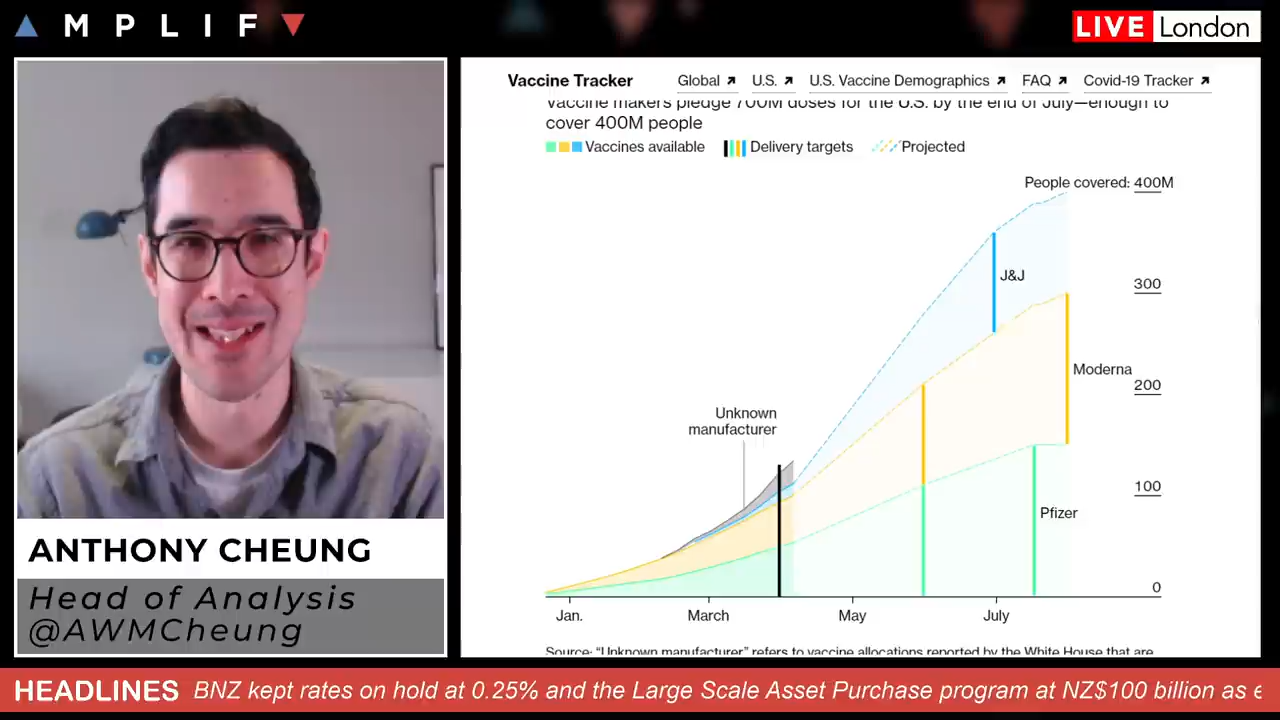 MPLIF
LIVE London
Vaccine Tracker Global U.S. U.S. Vaccine Demographics FAQ Covid-19 Tracker
Vaccine makers pledge 700M doses for the U.S. by the end of July—enough to
cover 400M people
Vaccines available Delivery targets Projected
People covered: 400M
J&J
300
Moderna
200
Unknown
manufacturer
100
Pfizer
0
Jan. March May July
Source: “Unknown manufacturer” refers to vaccine allocations reported by the White House that are
ANTHONY CHEUNG
Head of Analysis
@AWMCheung
HEADLINES BNZ kept rates on hold at 0.25% and the Large Scale Asset Purchase program at NZ$100 billion as e